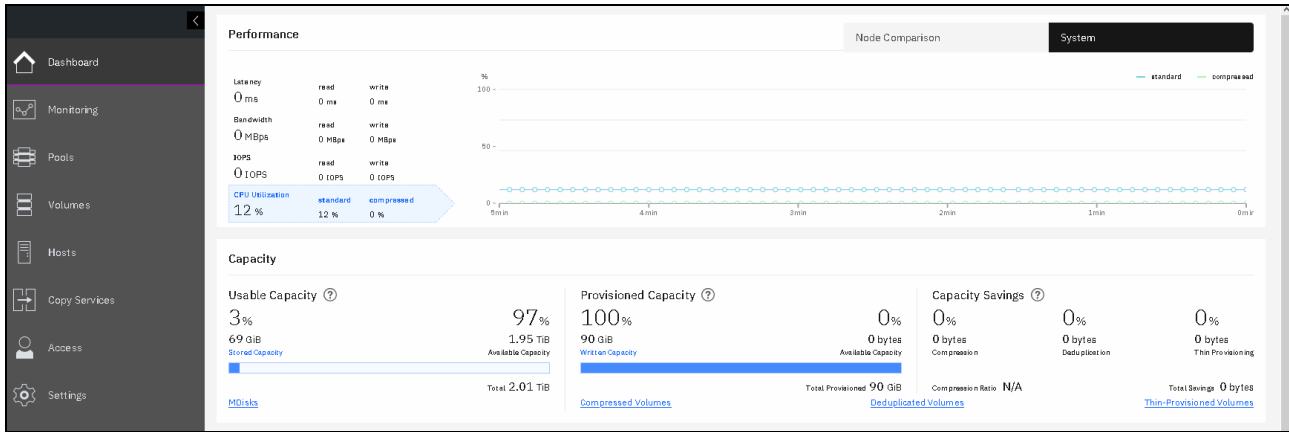 Dashboard
Monitoring
Pools
Volumes
Hosts
Copy Services
Access
Settings
Performance
Node Comparison
System
Latency
read
write
0 ms
0 ms
0 ms
Bandwidth
read
write
0 MBps
0 MBps
0 MBps
IOPS
read
write
0 IOPS
0 IOPS
0 IOPS
CPU Utilization
standard
compressed
12 %
12 %
0 %
%
standard
compressed
100
50
0
5min
4min
3min
2min
1min
0min
Capacity
Usable Capacity ?
3%
97%
69 GiB
1.95 TiB
Stored Capacity
Available Capacity
Total 2.01 TiB
MDisks
Provisioned Capacity ?
100%
0%
90 GiB
0 bytes
Written Capacity
Available Capacity
Total Provisioned 90 GiB
Compressed Volumes
Deduplicated Volumes
Capacity Savings ?
0%
0%
0%
0 bytes
0 bytes
0 bytes
Compression
Deduplication
Thin Provisioning
Compression Ratio N/A
Total Savings 0 bytes
Thin-Provisioned Volumes